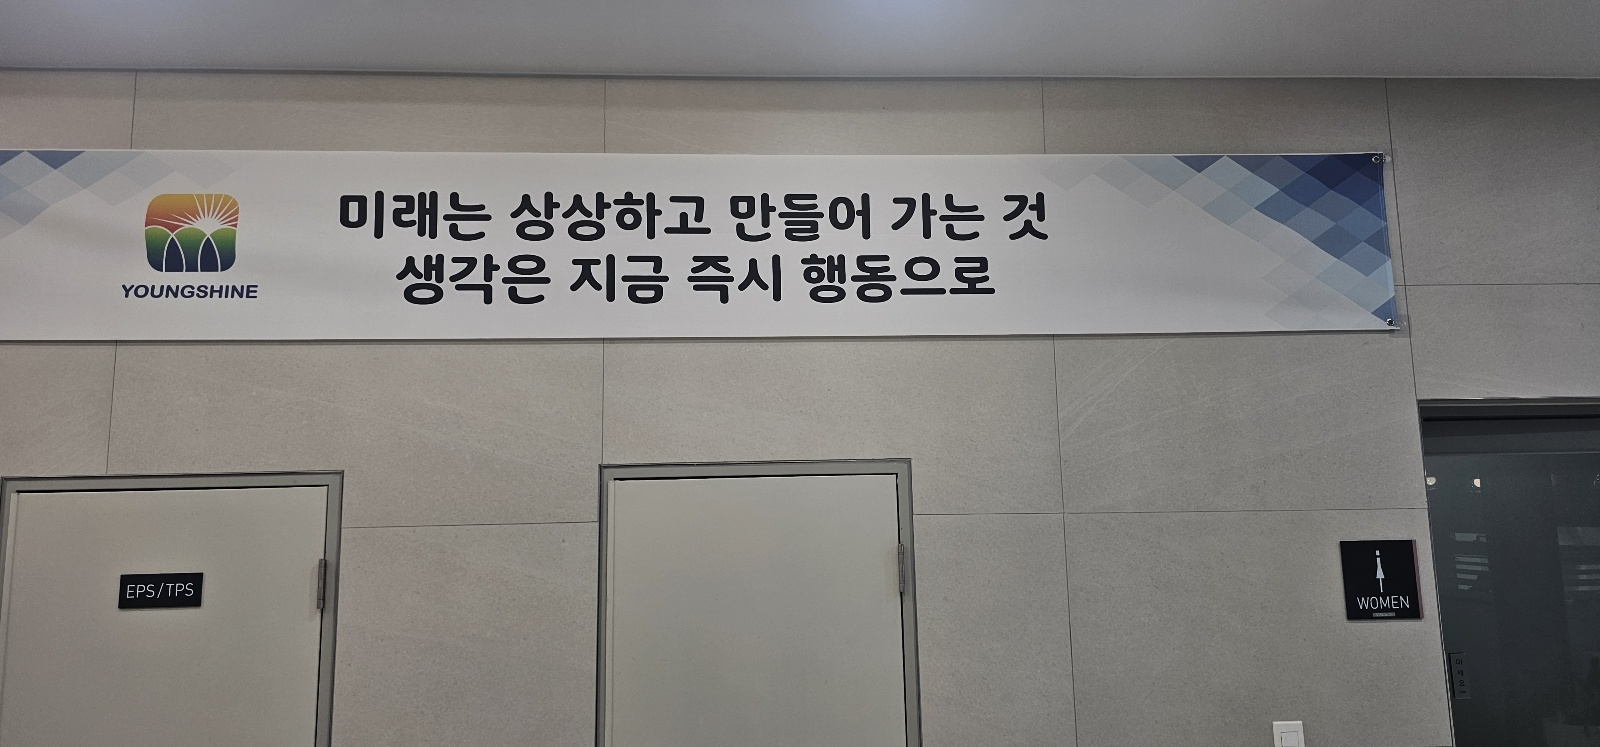 미래는 상상하고 만들어 가는 것
생각은 지금 즉시 행동으로
YOUNGSHINE
EPS/TPS
WOMEN